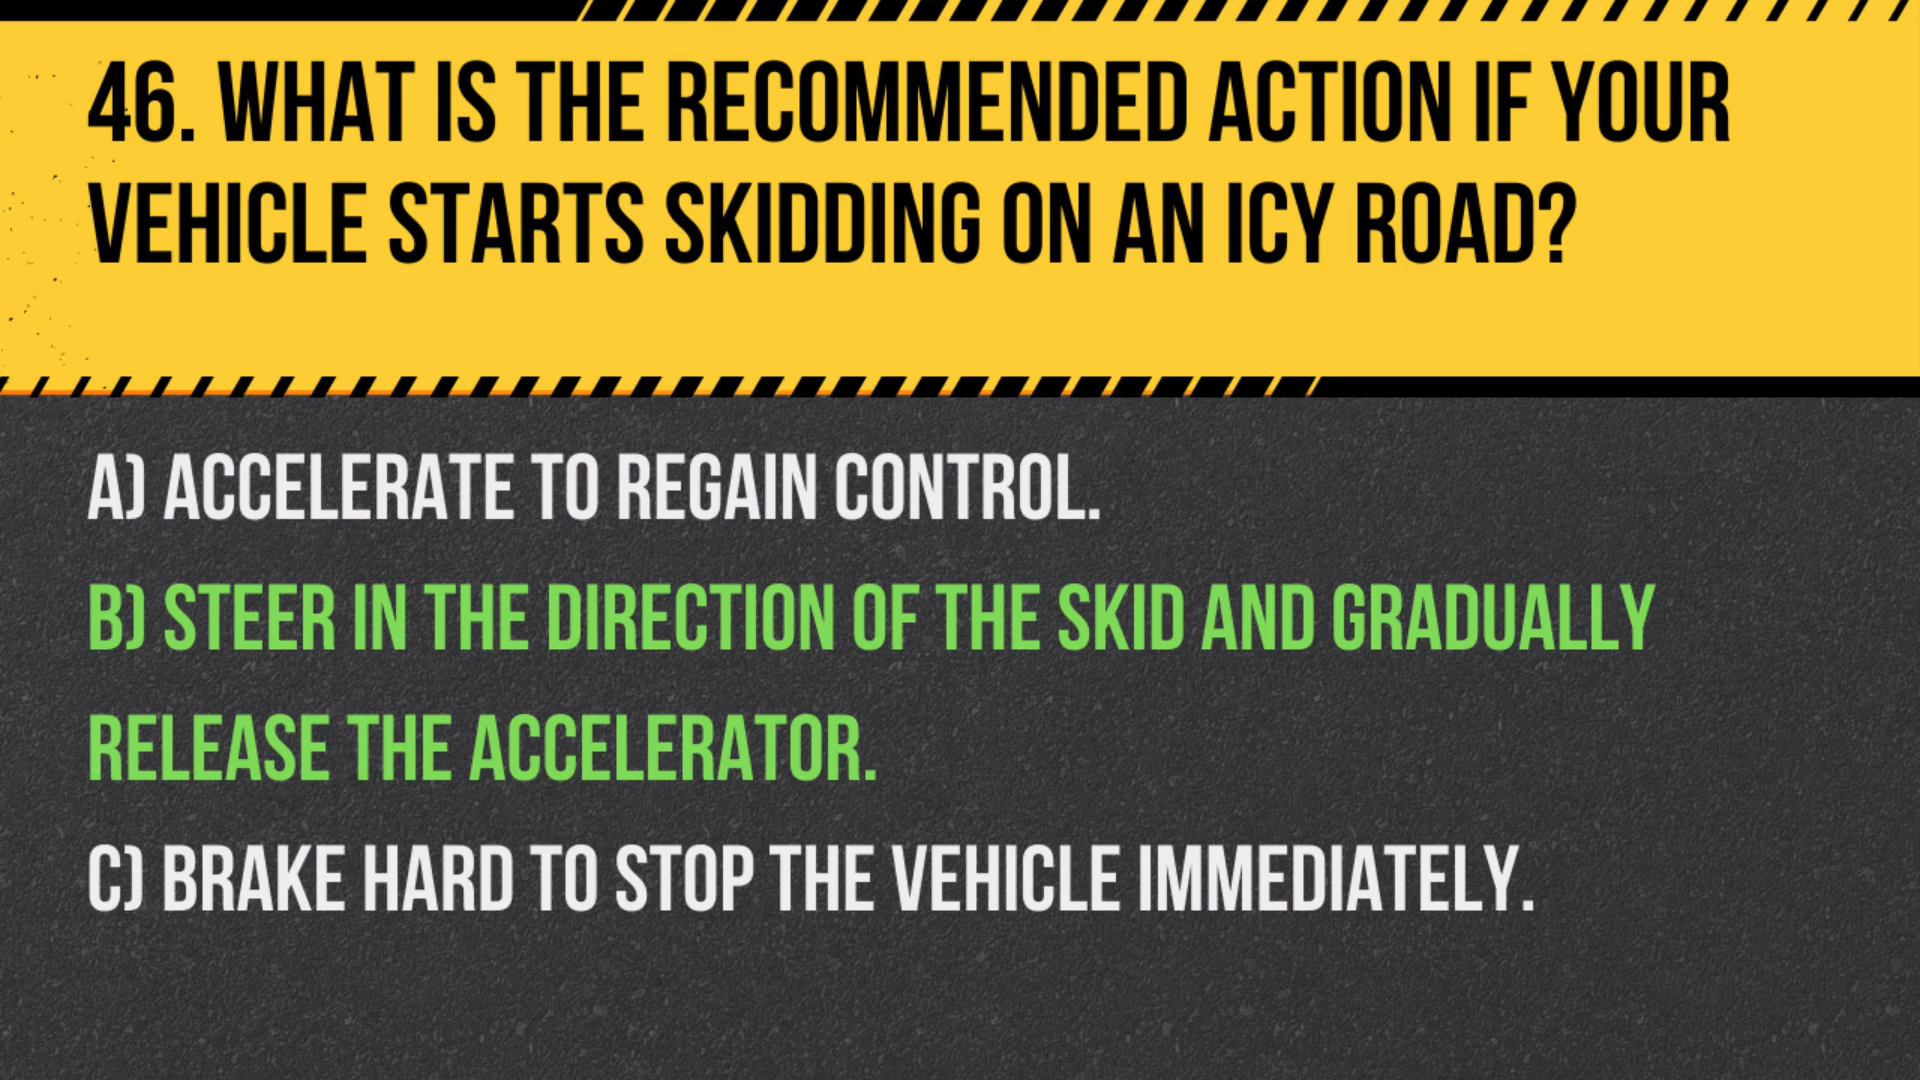 46. WHAT IS THE RECOMMENDED ACTION IF YOUR
VEHICLE STARTS SKIDDING ON AN ICY ROAD?
A) ACCELERATE TO REGAIN CONTROL.
B) STEER IN THE DIRECTION OF THE SKID AND GRADUALLY
RELEASE THE ACCELERATOR.
C) BRAKE HARD TO STOP THE VEHICLE IMMEDIATELY.